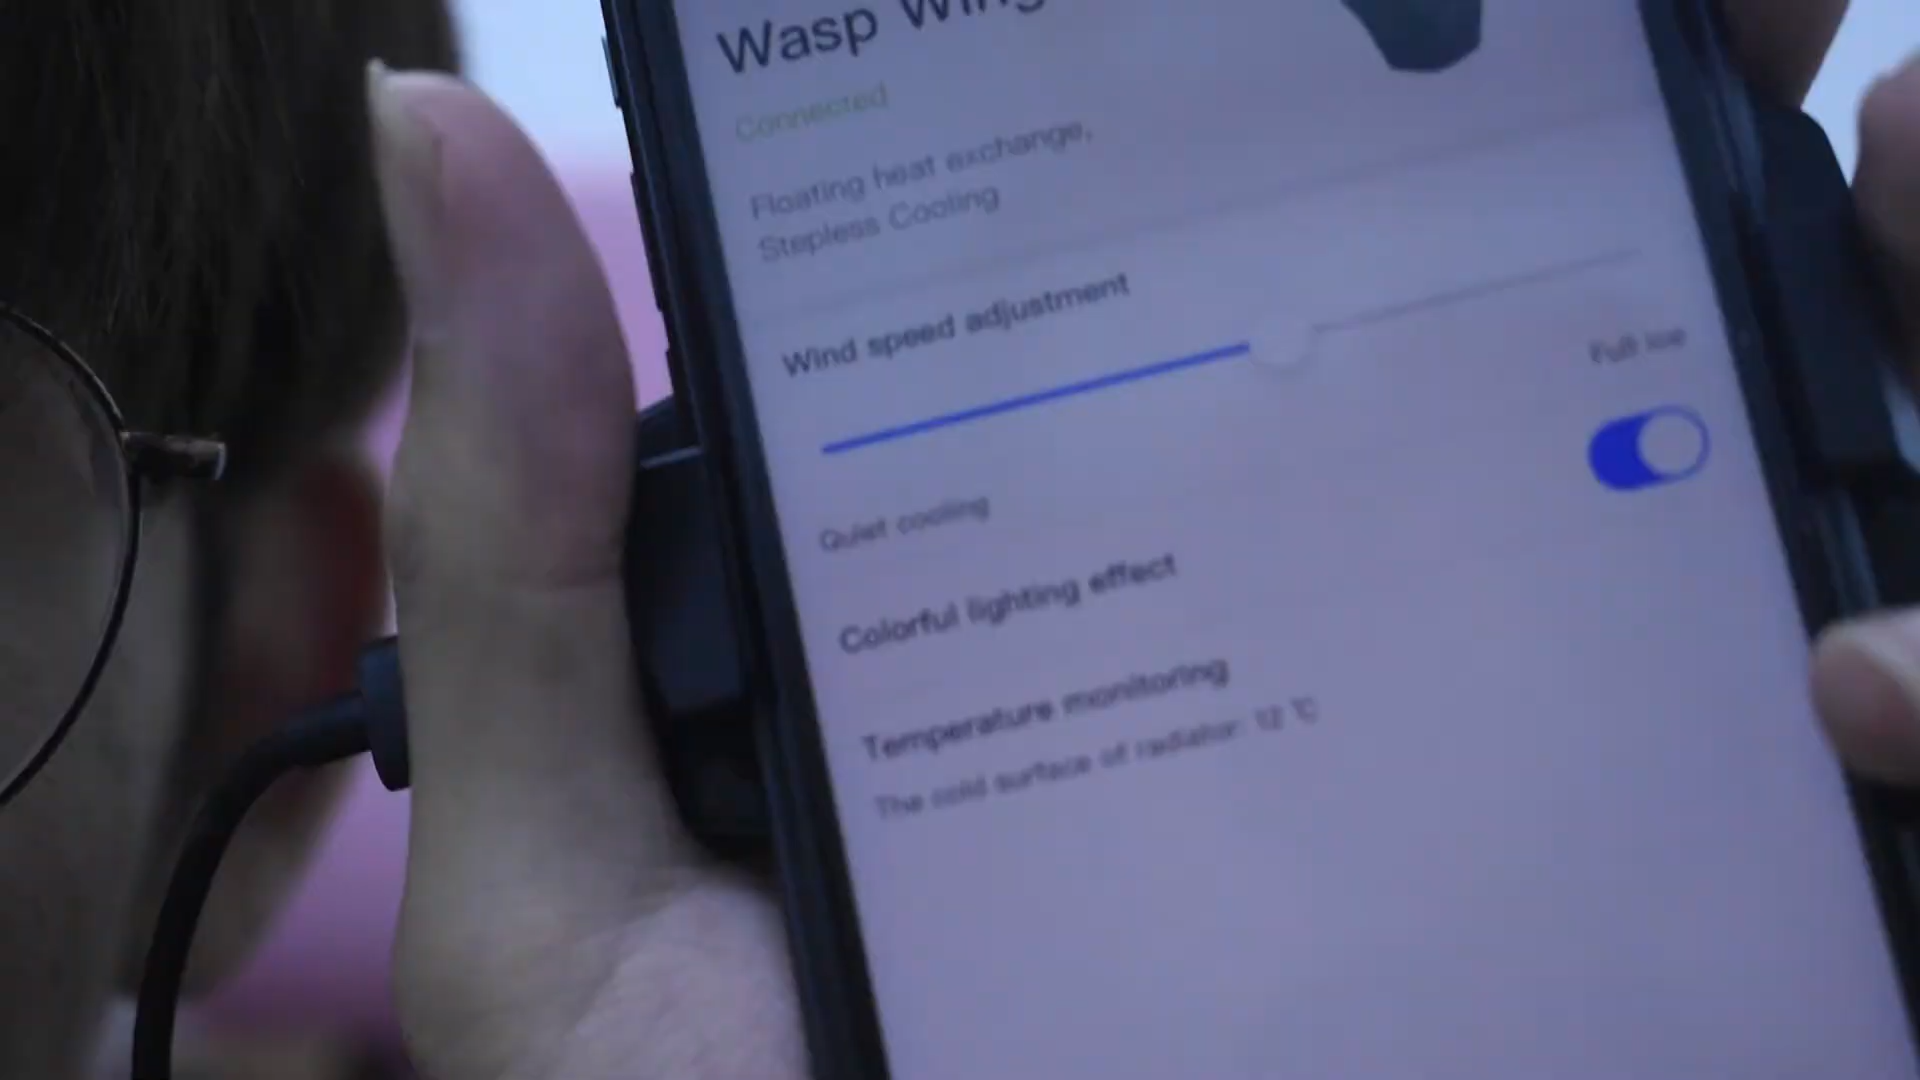 Wasp Wing
Connected
Floating heat exchange,
Stepless Cooling
Wind speed adjustment
Full ice
Quiet cooling
Colorful lighting effect
Temperature monitoring
The cold surface of radiator: 12 ℃